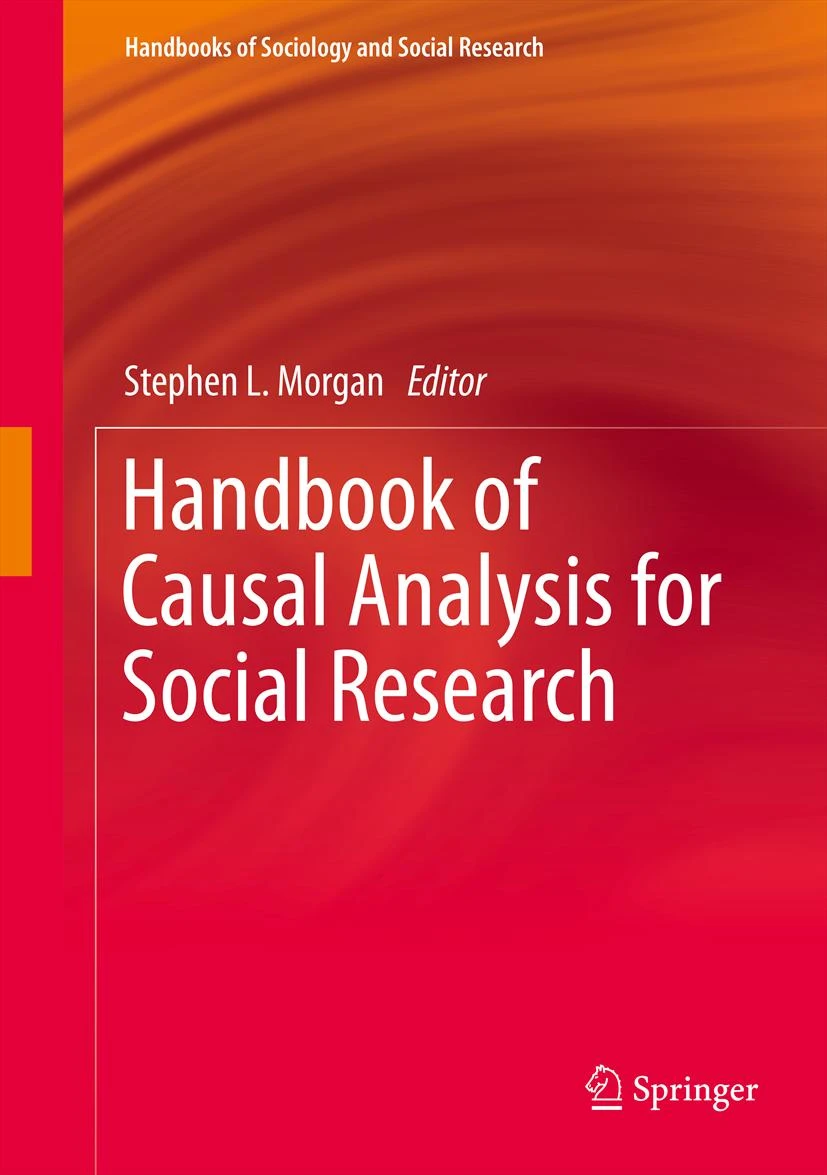 Handbooks of Sociology and Social Research
Stephen L. Morgan Editor
Handbook of
Causal Analysis for
Social Research
Springer